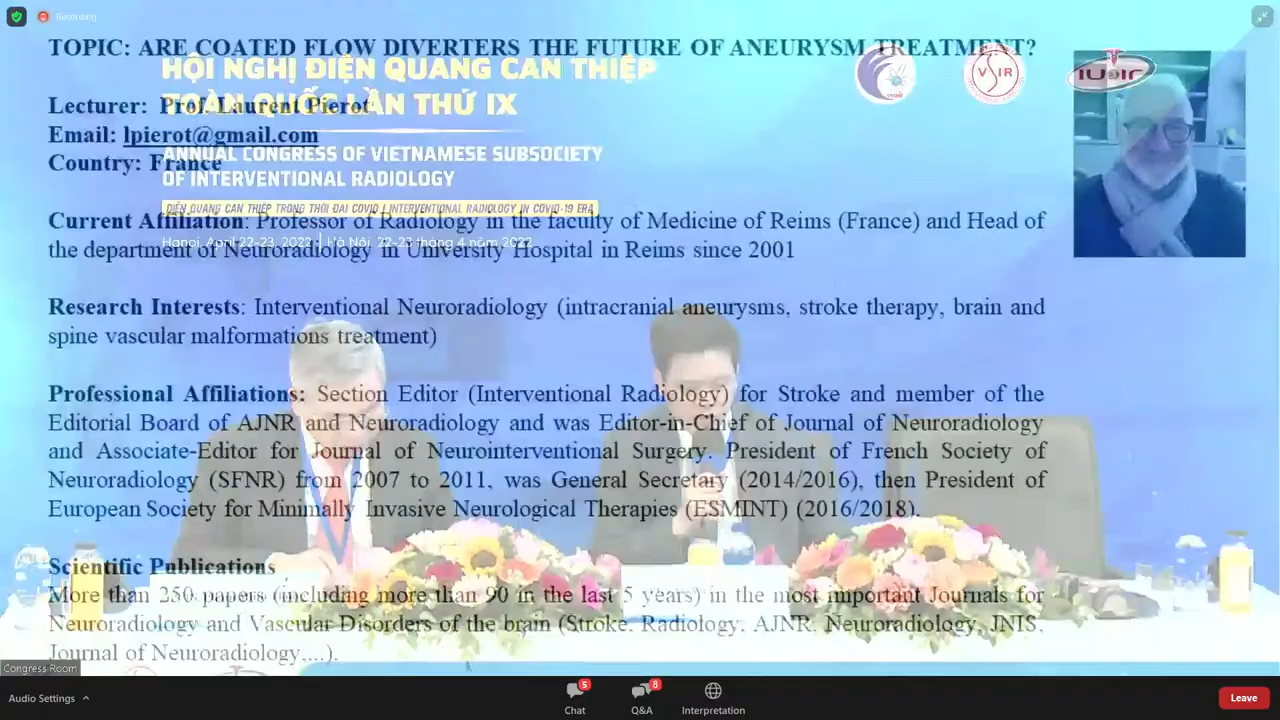 Recording
TOPIC: ARE COATED FLOW DIVERTERS THE FUTURE OF ANEURYSM TREATMENT?
HỘI NGHỊ ĐIỆN QUANG CAN THIỆP
TOÀN QUỐC LẦN THỨ IX
VSIR
Lecturer: Prof. Laurent Pierot
Email: lpierot@gmail.com
Country: France
ANNUAL CONGRESS OF VIETNAMESE SUBSOCIETY
OF INTERVENTIONAL RADIOLOGY
ĐIỆN QUANG CAN THIỆP TRONG THỜI ĐẠI COVID | INTERVENTIONAL RADIOLOGY IN COVID-19 ERA
Hanoi, April 22-23, 2022 | Hà Nội, 22-23 tháng 4 năm 2022
Current Affiliation: Professor of Radiology in the faculty of Medicine of Reims (France) and Head of
the department of Neuroradiology in University Hospital in Reims since 2001
Research Interests: Interventional Neuroradiology (intracranial aneurysms, stroke therapy, brain and
spine vascular malformations treatment)
Professional Affiliations: Section Editor (Interventional Radiology) for Stroke and member of the
Editorial Board of AJNR and Neuroradiology and was Editor-in-Chief of Journal of Neuroradiology
and Associate-Editor for Journal of Neurointerventional Surgery. President of French Society of
Neuroradiology (SFNR) from 2007 to 2011, was General Secretary (2014/2016), then President of
European Society for Minimally Invasive Neurological Therapies (ESMINT) (2016/2018).
Scientific Publications
More than 250 papers (including more than 90 in the last 5 years) in the most important Journals for
Neuroradiology and Vascular Disorders of the brain (Stroke, Radiology, AJNR, Neuroradiology, JNIS,
Journal of Neuroradiology,...).
Congress Room
Audio Settings
5
Chat
8
Q&A
Interpretation
Leave